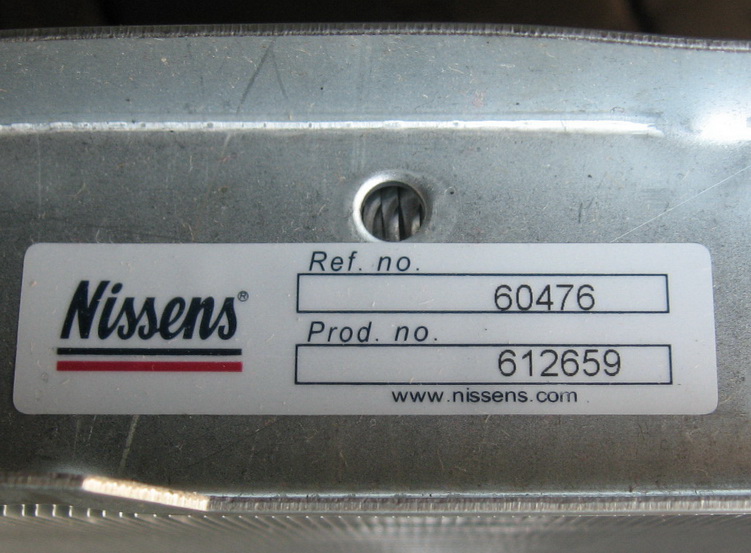 Nissens®
Ref. no.
60476
Prod. no.
612659
www.nissens.com